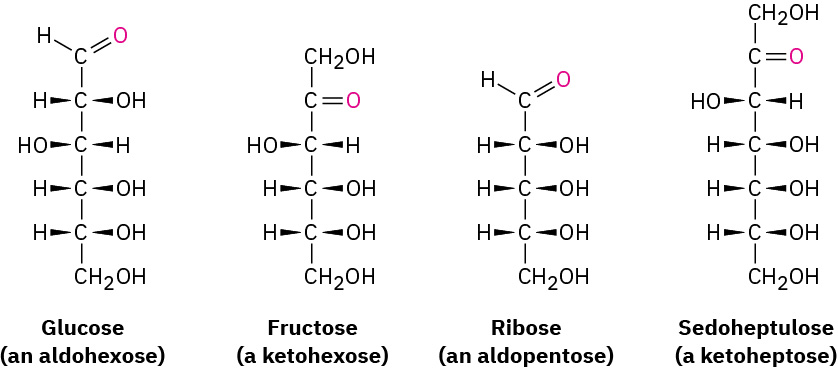 H O
C
H C OH
HO C H
H C OH
H C OH
CH2OH
Glucose
(an aldohexose)
CH2OH
C=O
HO C H
H C OH
H C OH
CH2OH
Fructose
(a ketohexose)
H O
C
H C OH
H C OH
H C OH
CH2OH
Ribose
(an aldopentose)
CH2OH
C=O
HO C H
H C OH
H C OH
H C OH
CH2OH
Sedoheptulose
(a ketoheptose)